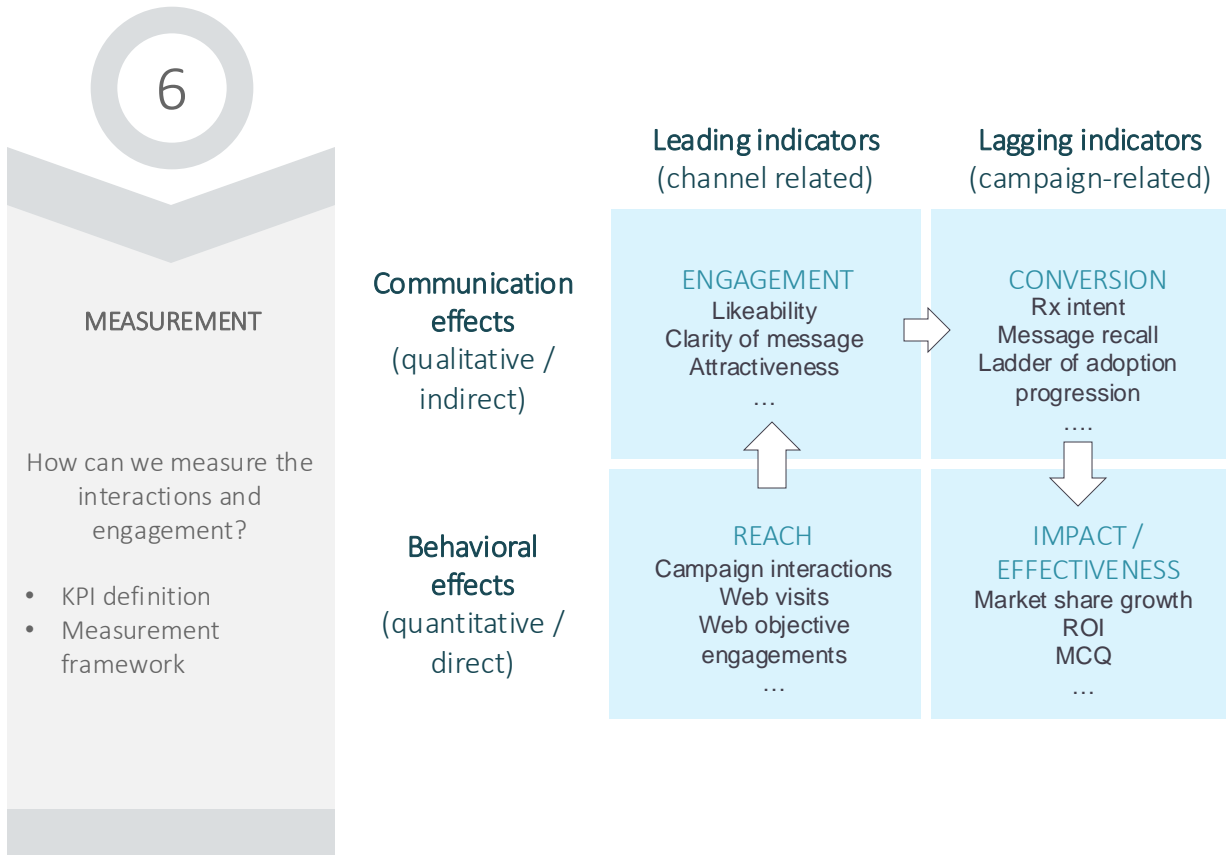 6
MEASUREMENT
How can we measure the
interactions and
engagement?
• KPI definition
• Measurement
framework
Leading indicators
(channel related)
Lagging indicators
(campaign-related)
Communication
effects
(qualitative /
indirect)
ENGAGEMENT
Likeability
Clarity of message
Attractiveness
…
CONVERSION
Rx intent
Message recall
Ladder of adoption
progression
….
Behavioral
effects
(quantitative /
direct)
REACH
Campaign interactions
Web visits
Web objective
engagements
…
IMPACT /
EFFECTIVENESS
Market share growth
ROI
MCQ
…